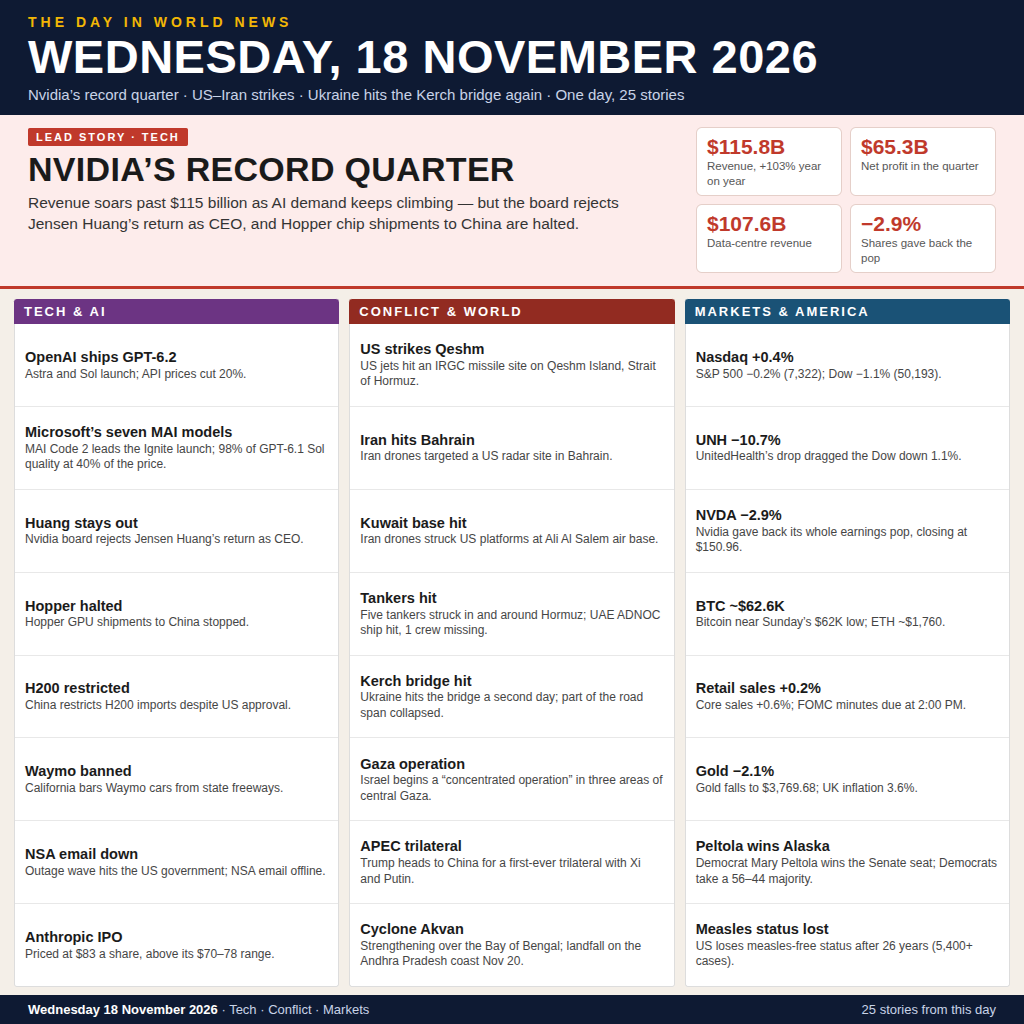 THE DAY IN WORLD NEWS
WEDNESDAY, 18 NOVEMBER 2026
Nvidia’s record quarter · US–Iran strikes · Ukraine hits the Kerch bridge again · One day, 25 stories
LEAD STORY · TECH
NVIDIA’S RECORD QUARTER
Revenue soars past $115 billion as AI demand keeps climbing — but the board rejects
Jensen Huang’s return as CEO, and Hopper chip shipments to China are halted.
$115.8B
Revenue, +103% year
on year
$65.3B
Net profit in the quarter
$107.6B
Data-centre revenue
−2.9%
Shares gave back the
pop
TECH & AI
OpenAI ships GPT-6.2
Astra and Sol launch; API prices cut 20%.
Microsoft’s seven MAI models
MAI Code 2 leads the Ignite launch; 98% of GPT-6.1 Sol
quality at 40% of the price.
Huang stays out
Nvidia board rejects Jensen Huang’s return as CEO.
Hopper halted
Hopper GPU shipments to China stopped.
H200 restricted
China restricts H200 imports despite US approval.
Waymo banned
California bars Waymo cars from state freeways.
NSA email down
Outage wave hits the US government; NSA email offline.
Anthropic IPO
Priced at $83 a share, above its $70–78 range.
CONFLICT & WORLD
US strikes Qeshm
US jets hit an IRGC missile site on Qeshm Island, Strait
of Hormuz.
Iran hits Bahrain
Iran drones targeted a US radar site in Bahrain.
Kuwait base hit
Iran drones struck US platforms at Ali Al Salem air base.
Tankers hit
Five tankers struck in and around Hormuz; UAE ADNOC
ship hit, 1 crew missing.
Kerch bridge hit
Ukraine hits the bridge a second day; part of the road
span collapsed.
Gaza operation
Israel begins a “concentrated operation” in three areas of
central Gaza.
APEC trilateral
Trump heads to China for a first-ever trilateral with Xi
and Putin.
Cyclone Akvan
Strengthening over the Bay of Bengal; landfall on the
Andhra Pradesh coast Nov 20.
MARKETS & AMERICA
Nasdaq +0.4%
S&P 500 −0.2% (7,322); Dow −1.1% (50,193).
UNH −10.7%
UnitedHealth’s drop dragged the Dow down 1.1%.
NVDA −2.9%
Nvidia gave back its whole earnings pop, closing at
$150.96.
BTC ~$62.6K
Bitcoin near Sunday’s $62K low; ETH ~$1,760.
Retail sales +0.2%
Core sales +0.6%; FOMC minutes due at 2:00 PM.
Gold −2.1%
Gold falls to $3,769.68; UK inflation 3.6%.
Peltola wins Alaska
Democrat Mary Peltola wins the Senate seat; Democrats
take a 56–44 majority.
Measles status lost
US loses measles-free status after 26 years (5,400+
cases).
Wednesday 18 November 2026 · Tech · Conflict · Markets
25 stories from this day